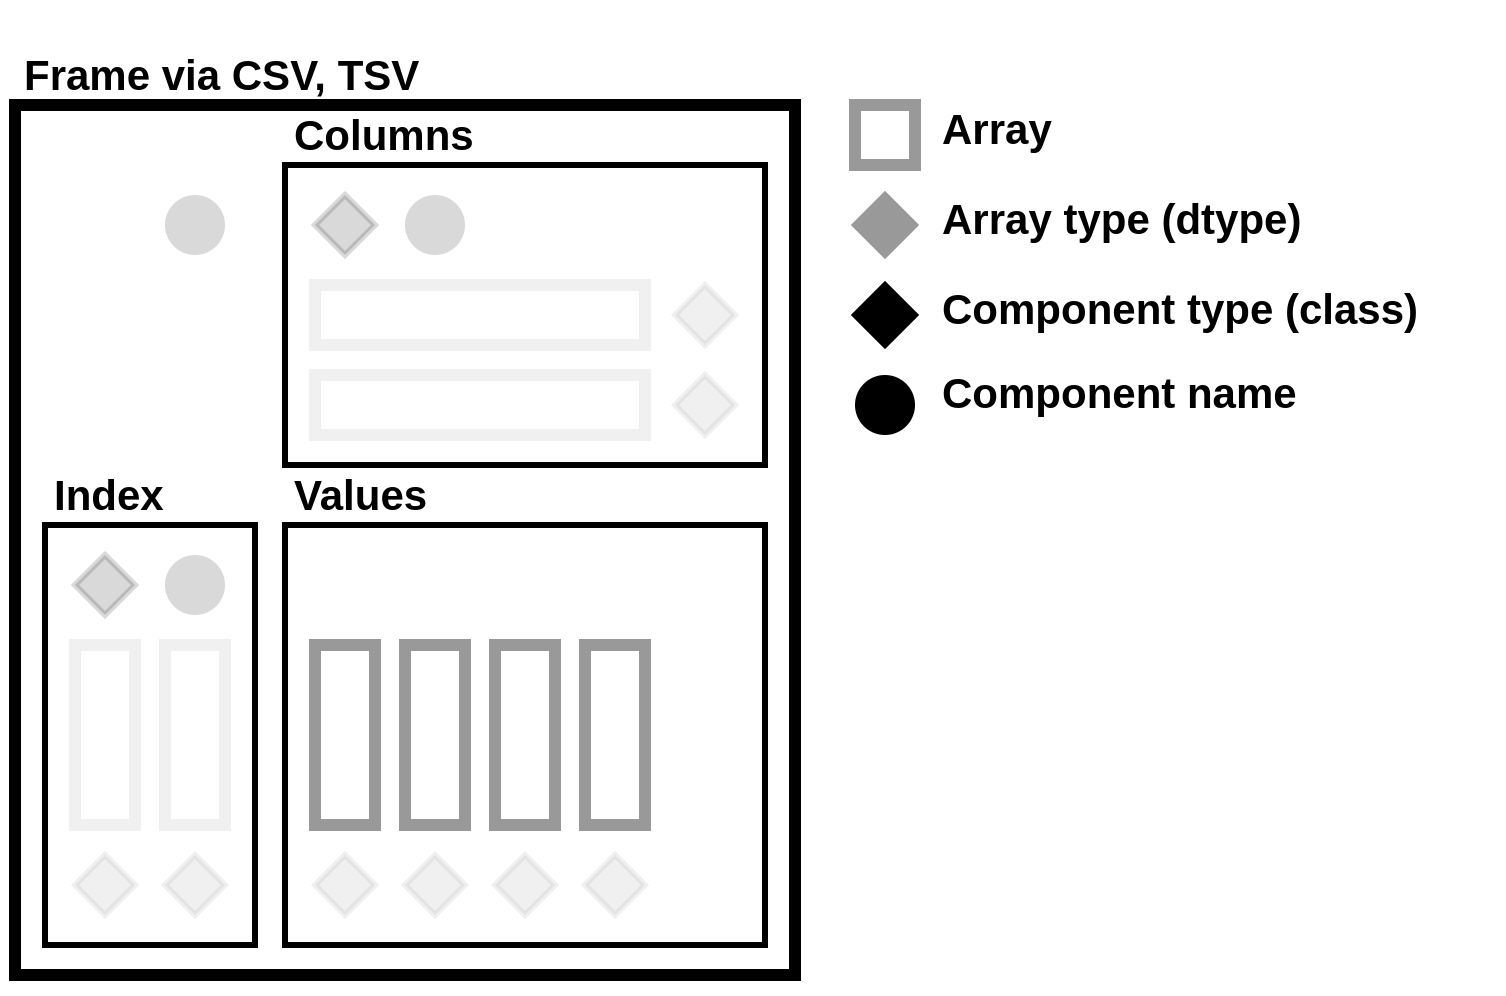 Frame via CSV, TSV
Columns
Index
Values
Array
Array type (dtype)
Component type (class)
Component name